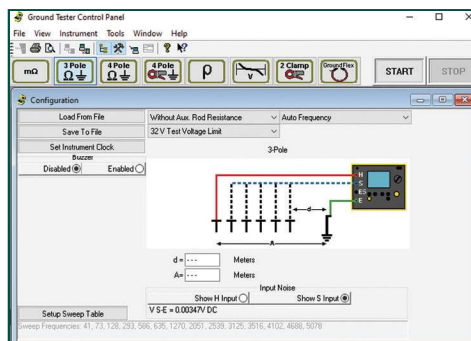 Ground Tester Control Panel
File View Instrument Tools Window Help
mΩ
3 Pole
Ω
4 Pole
Ω
4 Pole
ρ
V
2 Clamp
GroundFlex
START
STOP
Configuration
Load From File
Without Aux. Rod Resistance
Auto Frequency
Save To File
32 V Test Voltage Limit
Set Instrument Clock
Buzzer
Disabled Enabled
3-Pole
H
S
ES
E
d
A
d = --- Meters
A= --- Meters
Input Noise
Show H Input Show S Input
Setup Sweep Table
V S-E = 0.00347V DC
Sweep Frequencies: 41, 73, 128, 293, 586, 635, 1270, 2051, 2539, 3125, 3516, 4102, 4688, 5078